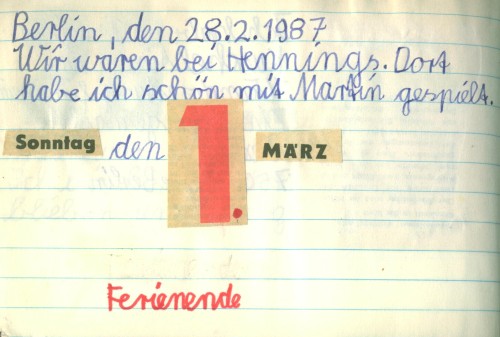 Berlin, den 28.2.1987
Wir waren bei Hennings. Dort
habe ich schön mit Martin gespielt.
Sonntag den 1. MÄRZ
Ferienende